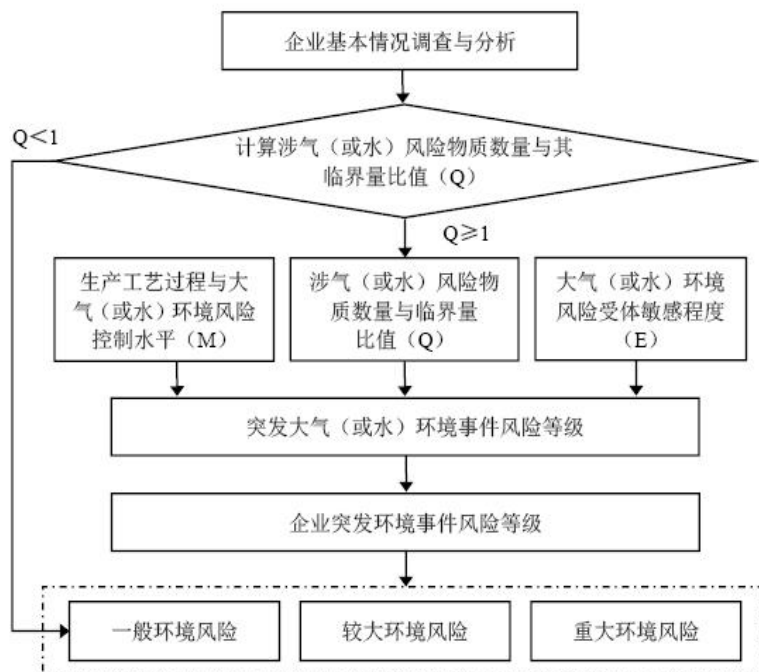 企业基本情况调查与分析
Q＜1
计算涉气（或水）风险物质数量与其
临界量比值（Q）
Q≥1
生产工艺过程与大
气（或水）环境风险
控制水平（M）
涉气（或水）风险物
质数量与临界量
比值（Q）
大气（或水）环境
风险受体敏感程度
（E）
突发大气（或水）环境事件风险等级
企业突发环境事件风险等级
一般环境风险
较大环境风险
重大环境风险